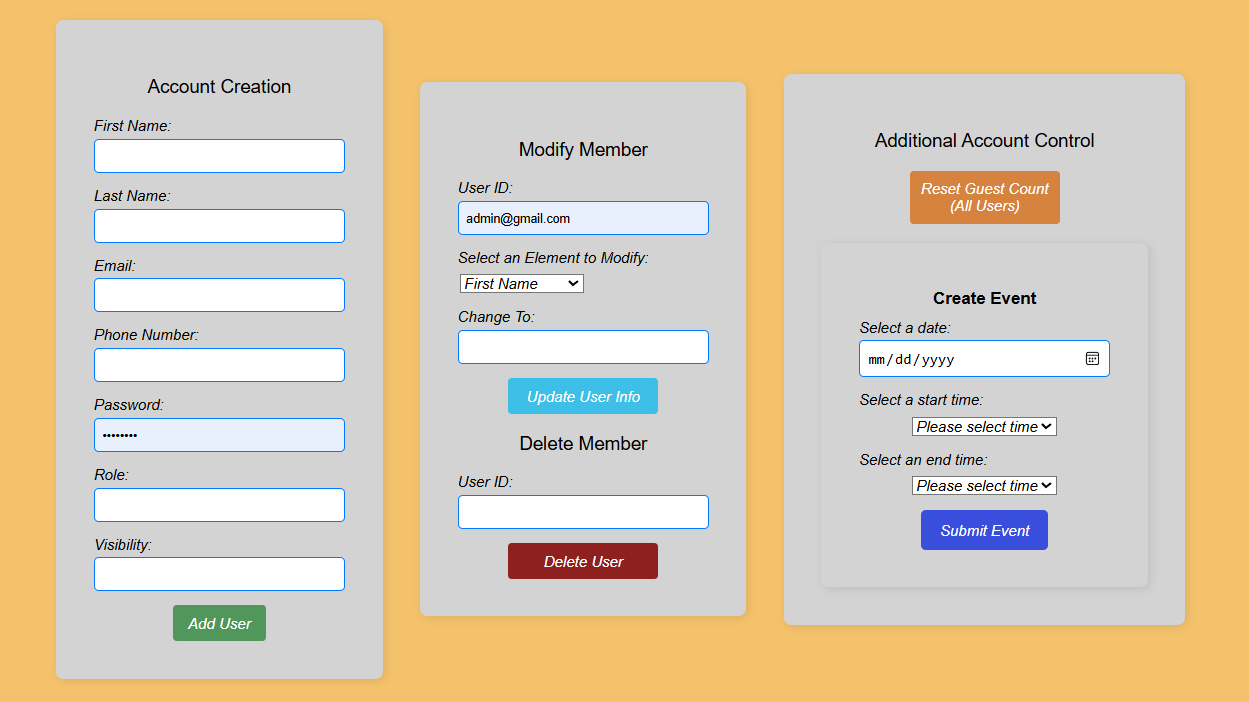 Account Creation
First Name:
Last Name:
Email:
Phone Number:
Password:
••••••••
Role:
Visibility:
Add User
Modify Member
User ID:
admin@gmail.com
Select an Element to Modify:
First Name
Change To:
Update User Info
Delete Member
User ID:
Delete User
Additional Account Control
Reset Guest Count
(All Users)
Create Event
Select a date:
mm/dd/yyyy
Select a start time:
Please select time
Select an end time:
Please select time
Submit Event